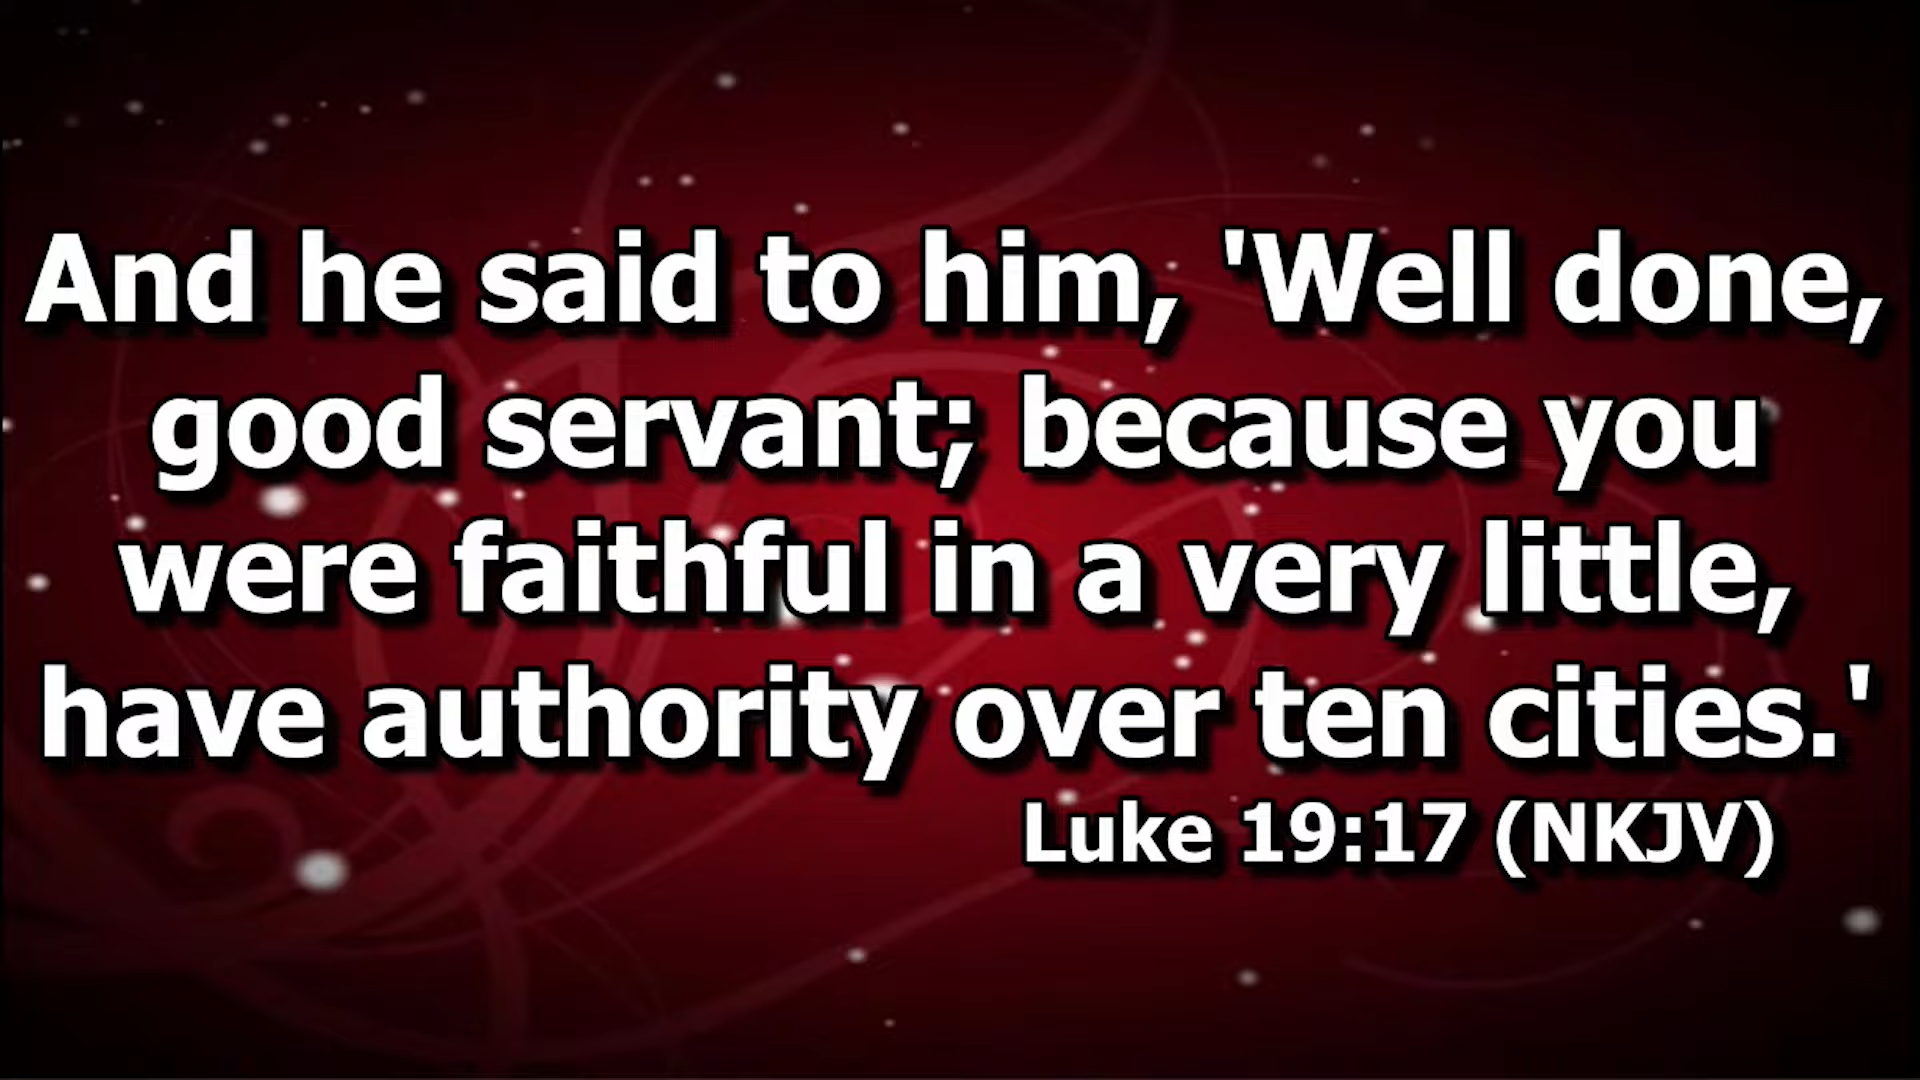 And he said to him, 'Well done,
good servant; because you
were faithful in a very little,
have authority over ten cities.'
Luke 19:17 (NKJV)